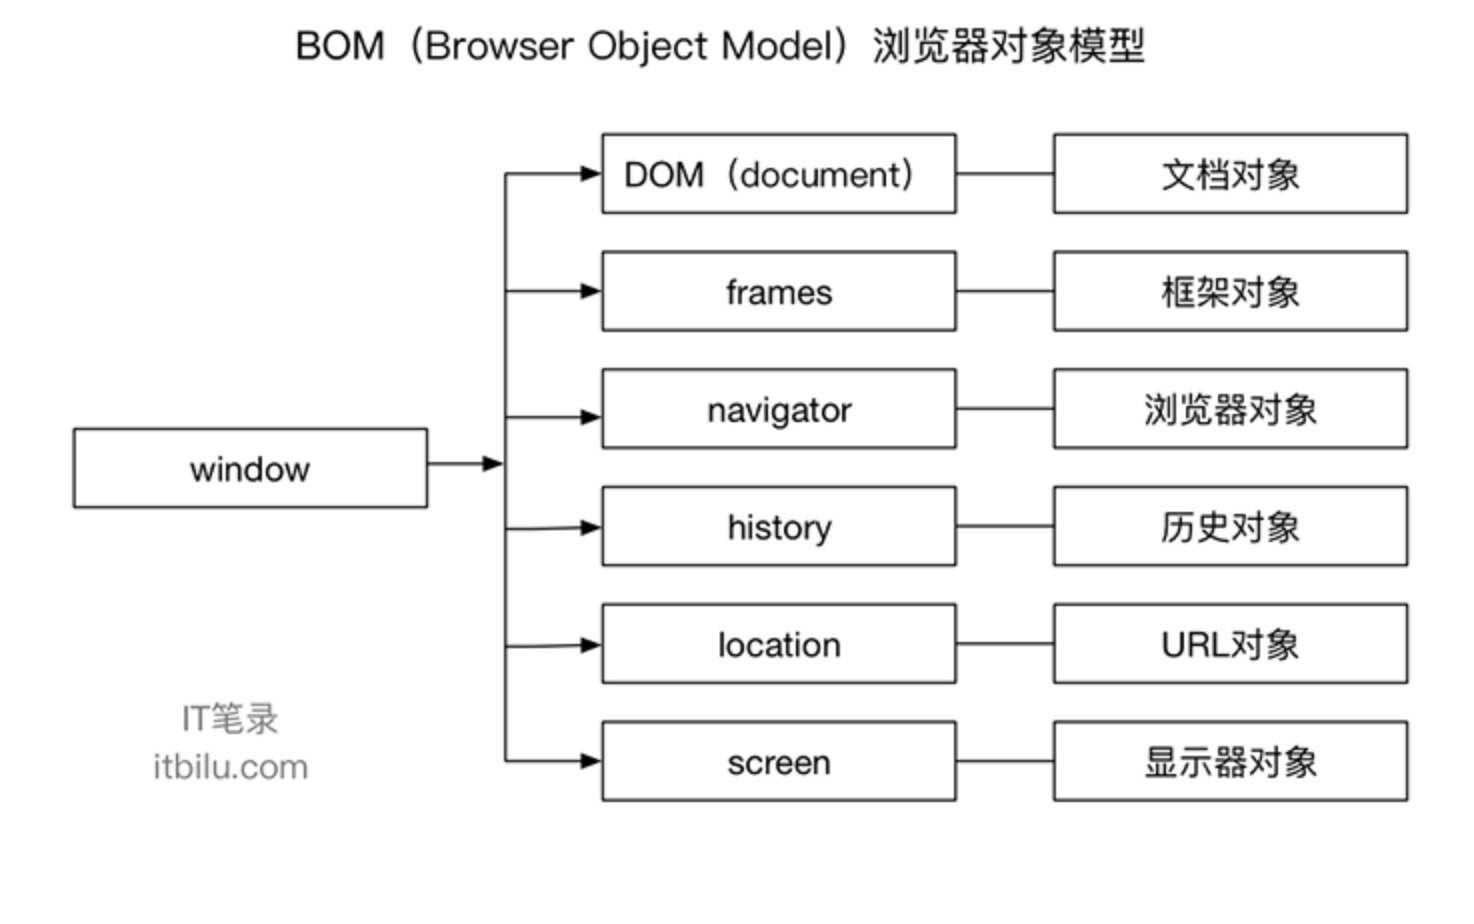 BOM（Browser Object Model）浏览器对象模型
DOM（document）
文档对象
frames
框架对象
navigator
浏览器对象
window
history
历史对象
location
URL对象
IT笔录
itbilu.com
screen
显示器对象